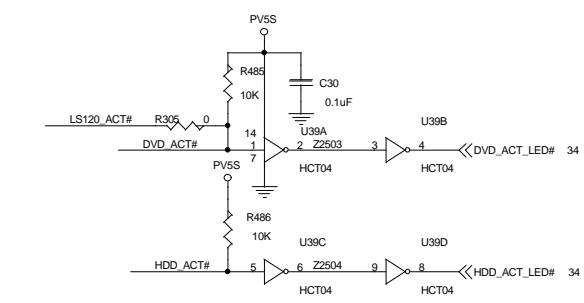 PV5S
R485
10K
C30
0.1uF
LS120_ACT#
R305
0
14
U39A
U39B
DVD_ACT#
1
2
Z2503
3
4
DVD_ACT_LED#
34
7
PV5S
HCT04
HCT04
R486
10K
U39C
U39D
HDD_ACT#
5
6
Z2504
9
8
HDD_ACT_LED#
34
HCT04
HCT04